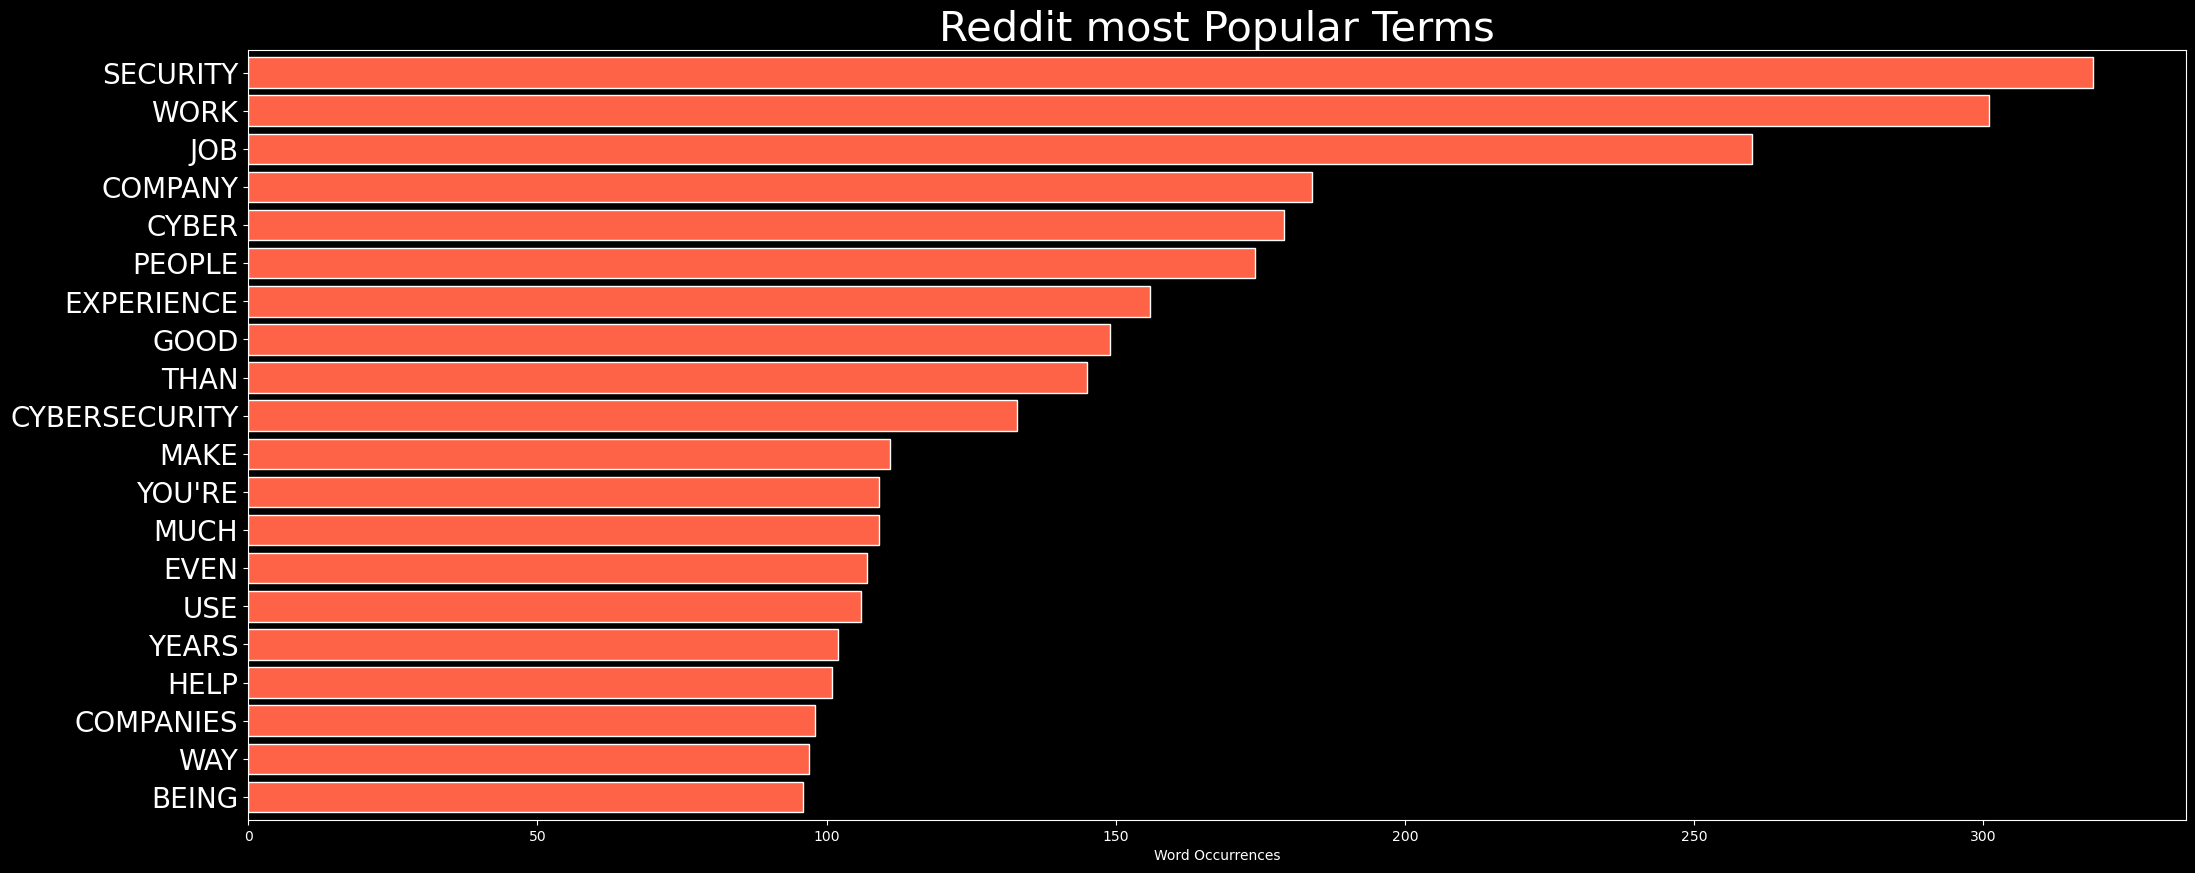 Reddit most Popular Terms
SECURITY
WORK
JOB
COMPANY
CYBER
PEOPLE
EXPERIENCE
GOOD
THAN
CYBERSECURITY
MAKE
YOU'RE
MUCH
EVEN
USE
YEARS
HELP
COMPANIES
WAY
BEING
0 50 100 150 200 250 300
Word Occurrences